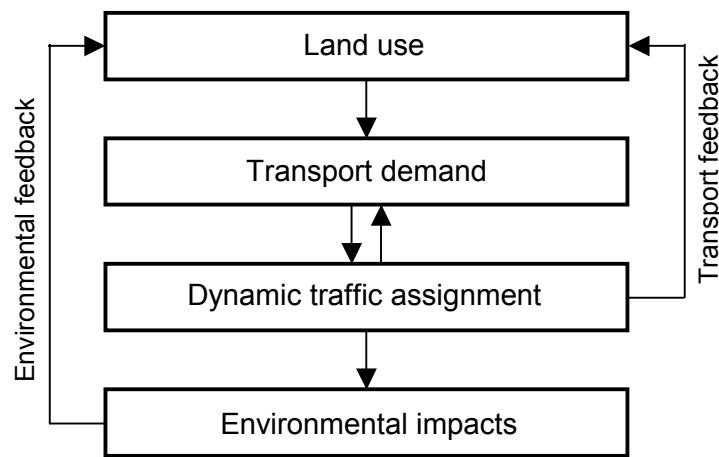 Land use
Transport demand
Dynamic traffic assignment
Environmental impacts
Environmental feedback
Transport feedback